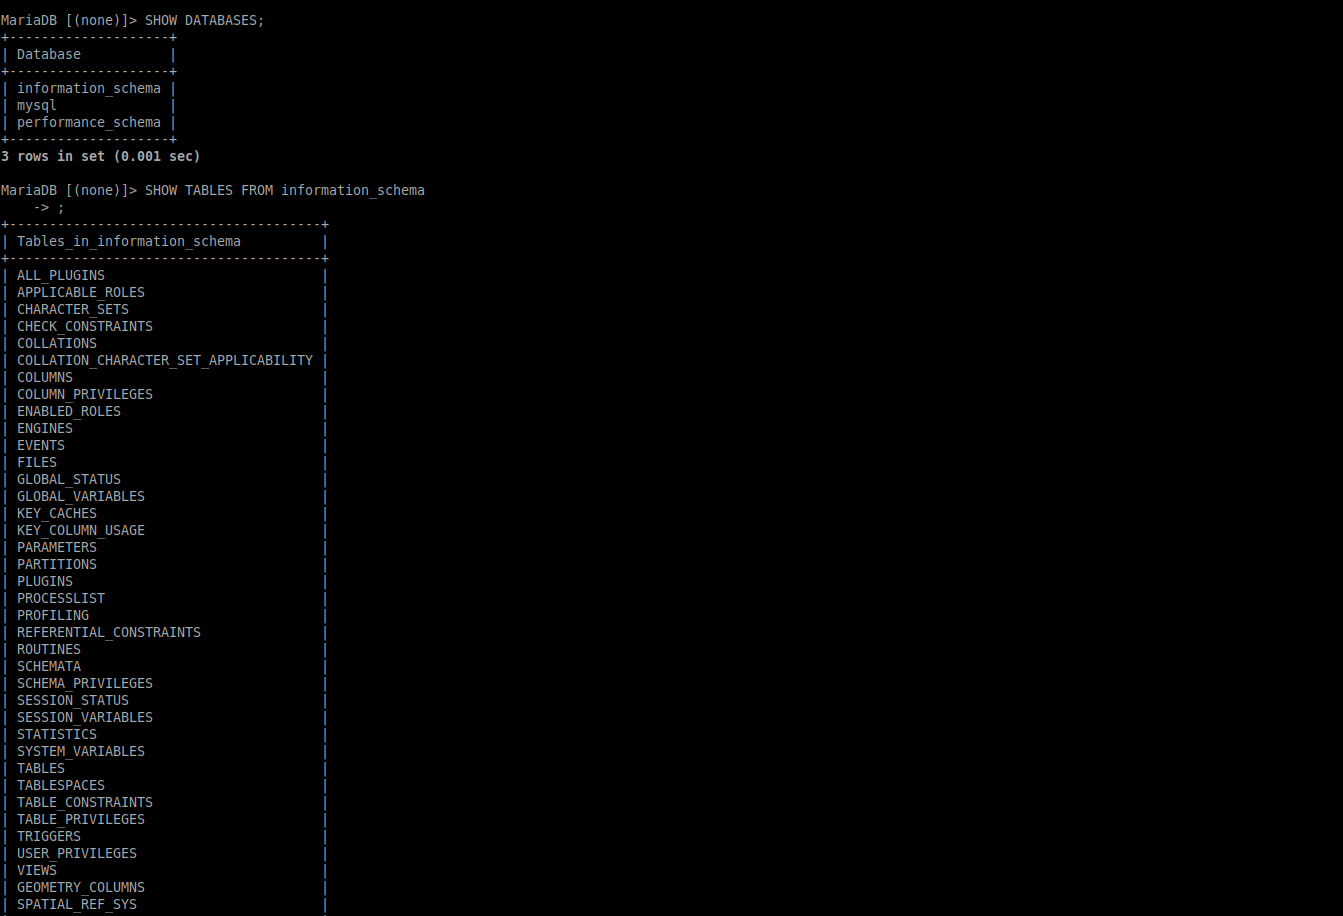 MariaDB [(none)]> SHOW DATABASES;
+--------------------+
| Database           |
+--------------------+
| information_schema |
| mysql              |
| performance_schema |
+--------------------+
3 rows in set (0.001 sec)

MariaDB [(none)]> SHOW TABLES FROM information_schema
    -> ;
+---------------------------------------+
| Tables_in_information_schema          |
+---------------------------------------+
| ALL_PLUGINS                           |
| APPLICABLE_ROLES                      |
| CHARACTER_SETS                        |
| CHECK_CONSTRAINTS                     |
| COLLATIONS                            |
| COLLATION_CHARACTER_SET_APPLICABILITY |
| COLUMNS                               |
| COLUMN_PRIVILEGES                     |
| ENABLED_ROLES                         |
| ENGINES                               |
| EVENTS                                |
| FILES                                 |
| GLOBAL_STATUS                         |
| GLOBAL_VARIABLES                      |
| KEY_CACHES                            |
| KEY_COLUMN_USAGE                      |
| PARAMETERS                            |
| PARTITIONS                            |
| PLUGINS                               |
| PROCESSLIST                           |
| PROFILING                             |
| REFERENTIAL_CONSTRAINTS               |
| ROUTINES                              |
| SCHEMATA                              |
| SCHEMA_PRIVILEGES                     |
| SESSION_STATUS                        |
| SESSION_VARIABLES                     |
| STATISTICS                            |
| SYSTEM_VARIABLES                      |
| TABLES                                |
| TABLESPACES                           |
| TABLE_CONSTRAINTS                     |
| TABLE_PRIVILEGES                      |
| TRIGGERS                              |
| USER_PRIVILEGES                       |
| VIEWS                                 |
| GEOMETRY_COLUMNS                      |
| SPATIAL_REF_SYS                       |